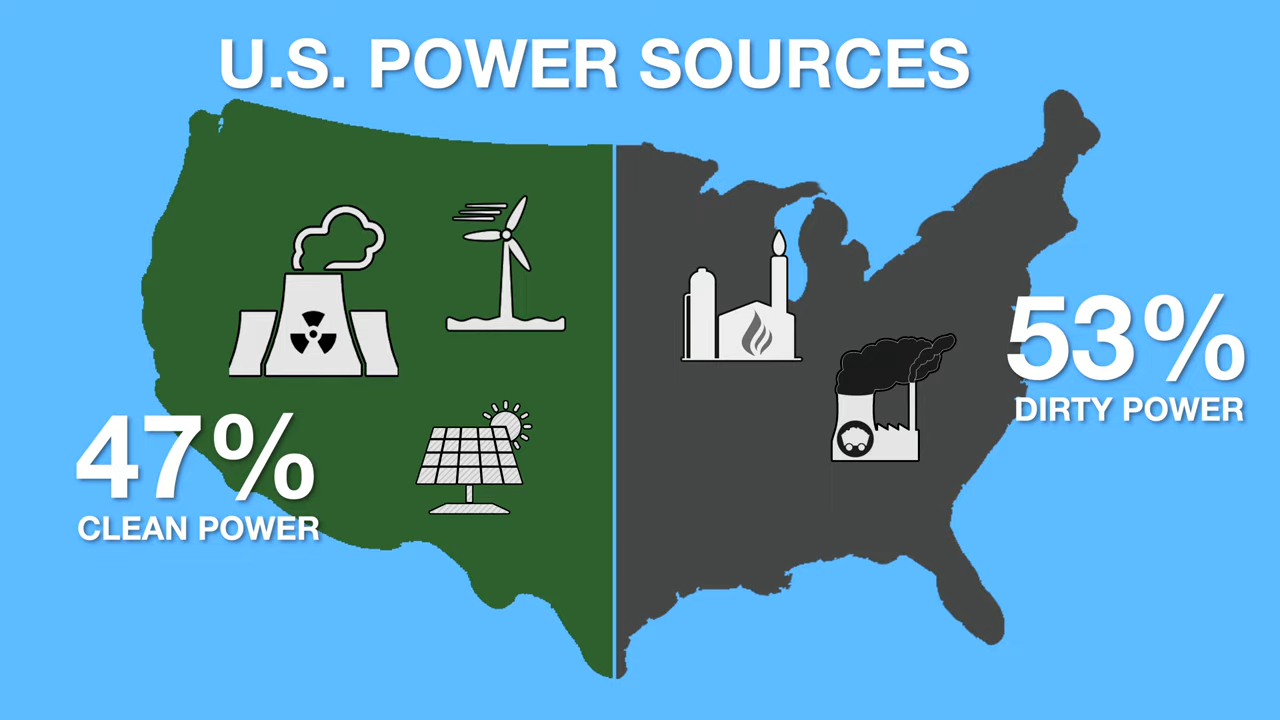 U.S. POWER SOURCES
47%
CLEAN POWER
53%
DIRTY POWER